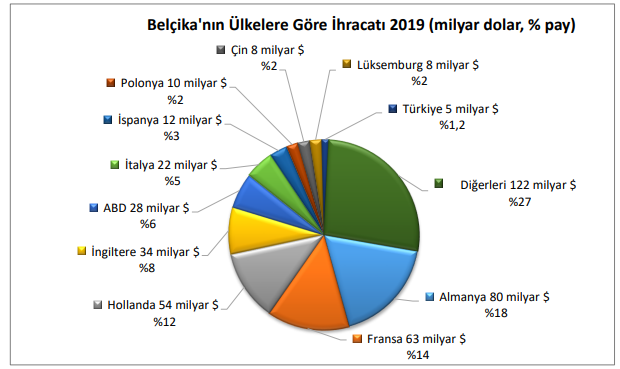 Belçika'nın Ülkelere Göre İhracatı 2019 (milyar dolar, % pay)
Çin 8 milyar $
%2
Lüksemburg 8 milyar $
%2
Polonya 10 milyar $
%2
Türkiye 5 milyar $
%1,2
İspanya 12 milyar $
%3
İtalya 22 milyar $
%5
Diğerleri 122 milyar $
%27
ABD 28 milyar $
%6
İngiltere 34 milyar $
%8
Hollanda 54 milyar $
%12
Almanya 80 milyar $
%18
Fransa 63 milyar $
%14